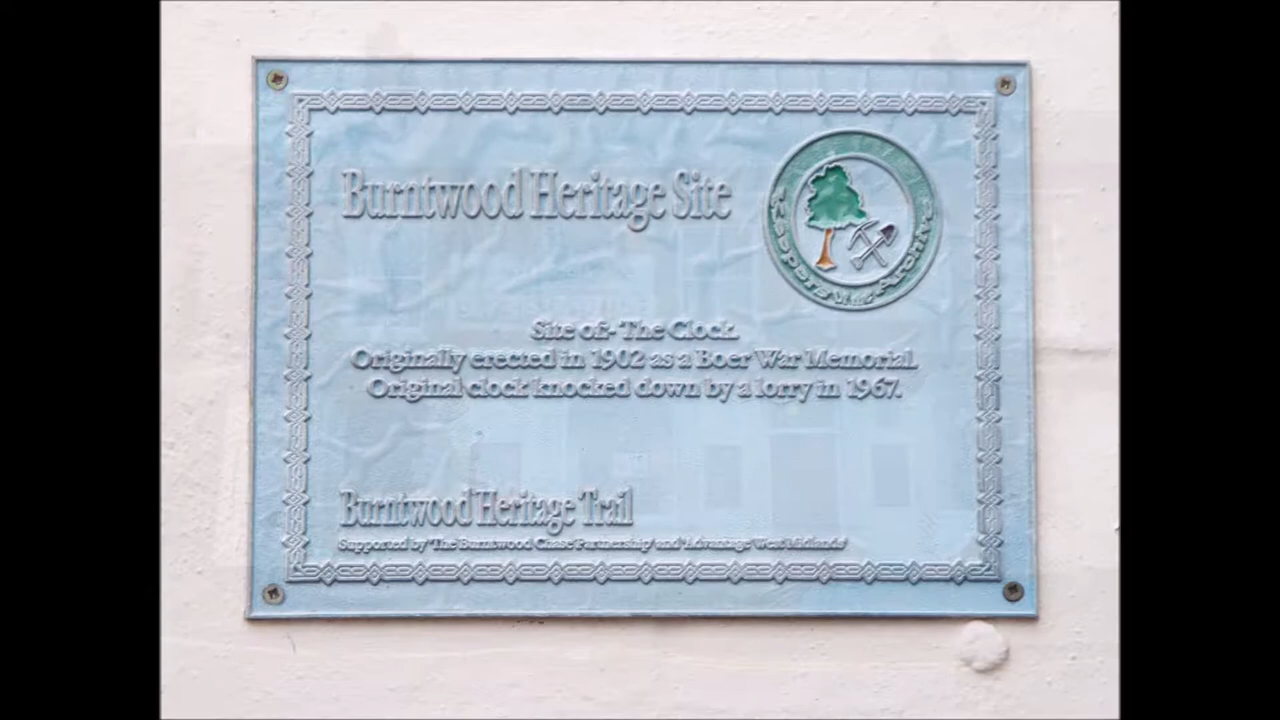 Burntwood Heritage Site
Site of:- The Clock.
Originally erected in 1902 as a Boer War Memorial.
Original clock knocked down by a lorry in 1967.
Burntwood Heritage Trail
Supported by 'The Burntwood Chase Partnership' and 'Advantage West Midlands'